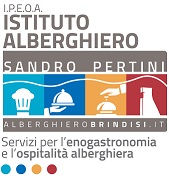 I.P.E.O.A.
ISTITUTO
ALBERGHIERO
SANDRO PERTINI
ALBERGHIEROBRINDISI.IT
Servizi per l'enogastronomia
e l'ospitalità alberghiera